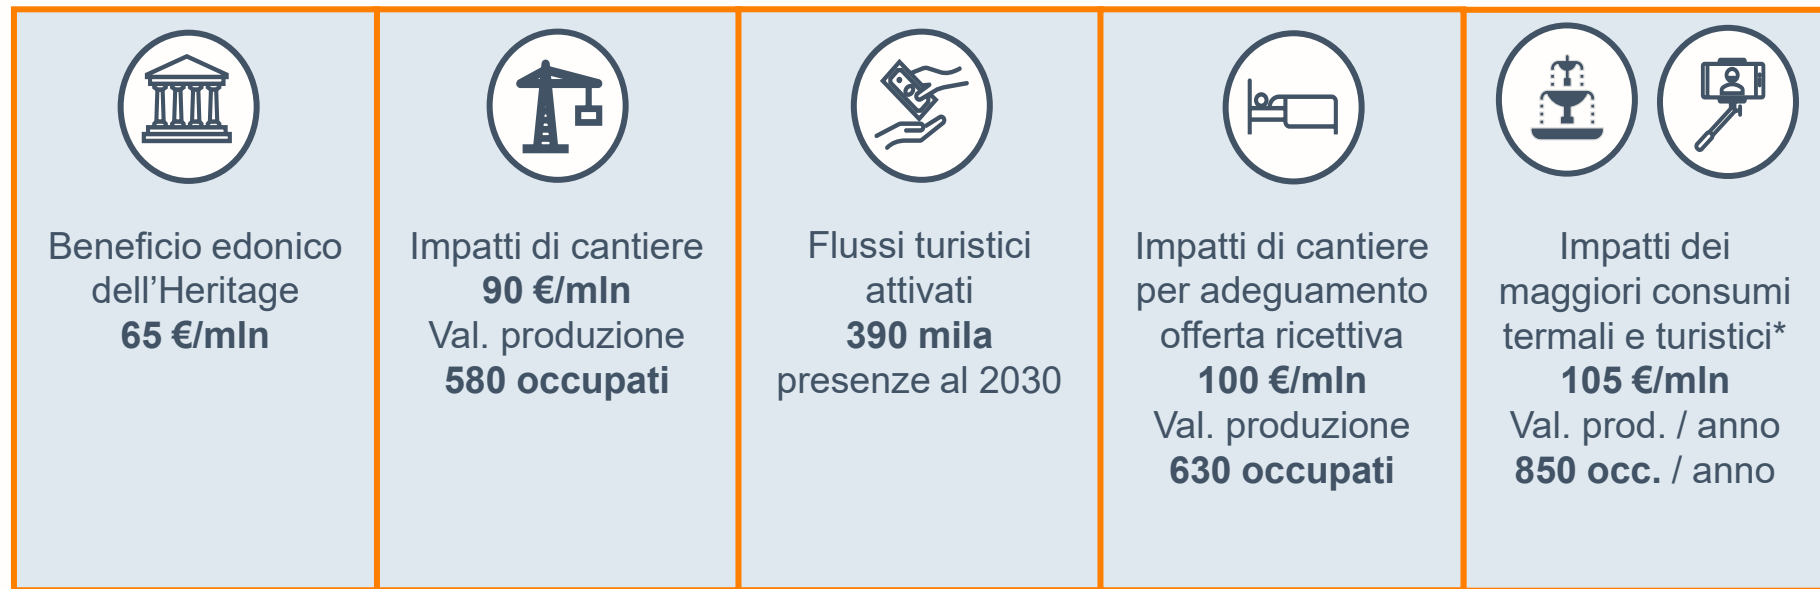 Beneficio edonico
dell’Heritage
65 €/mln
Impatti di cantiere
90 €/mln
Val. produzione
580 occupati
Flussi turistici
attivati
390 mila
presenze al 2030
Impatti di cantiere
per adeguamento
offerta ricettiva
100 €/mln
Val. produzione
630 occupati
Impatti dei
maggiori consumi
termali e turistici*
105 €/mln
Val. prod. / anno
850 occ. / anno